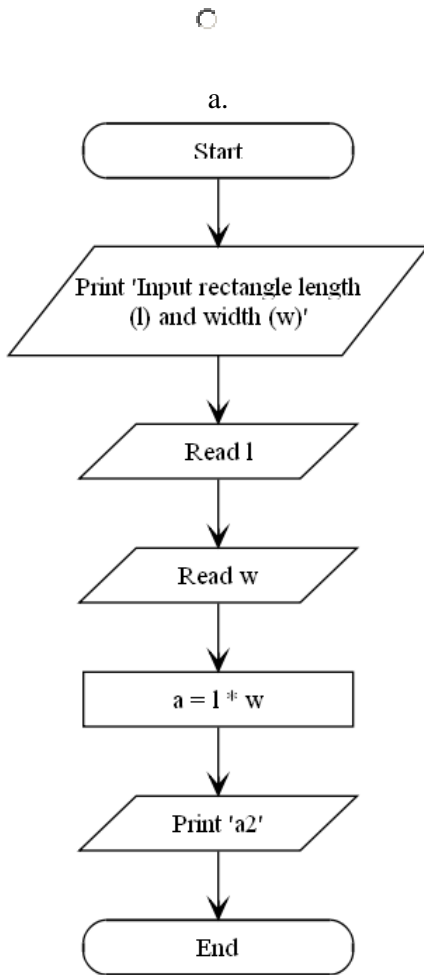 a.
Start
Print 'Input rectangle length
(l) and width (w)'
Read l
Read w
a = l * w
Print 'a2'
End